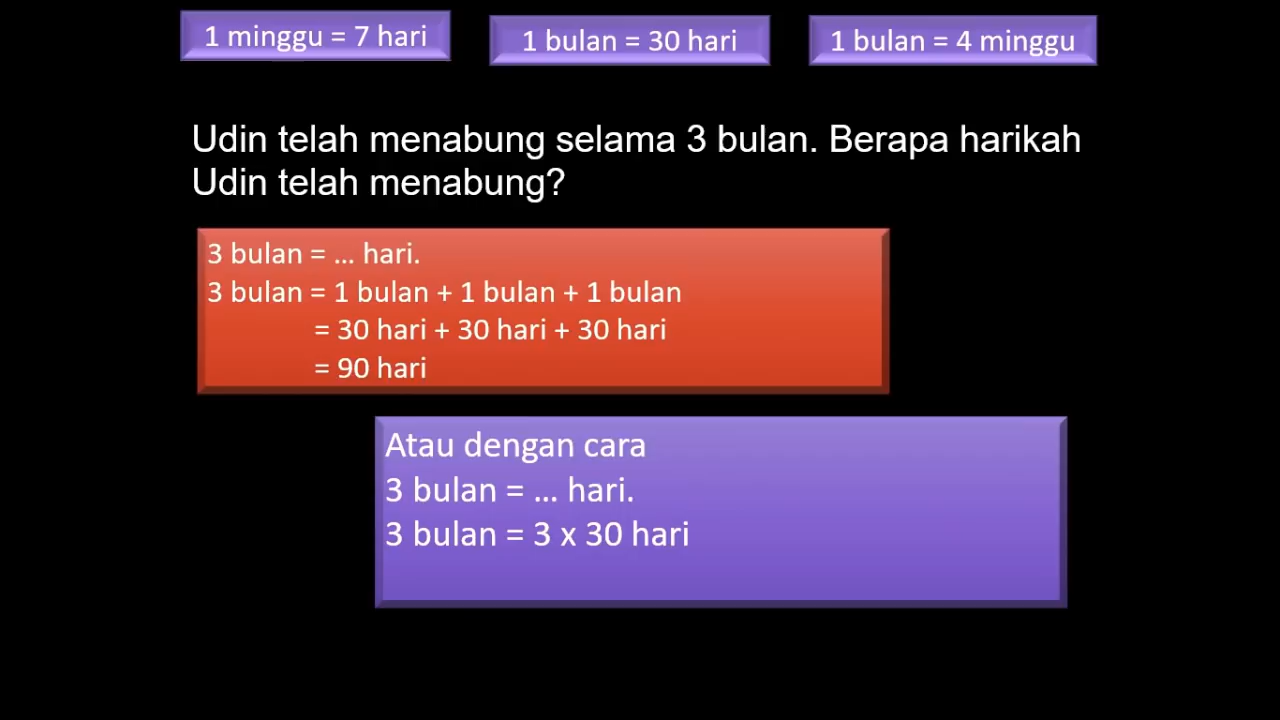 1 minggu = 7 hari
1 bulan = 30 hari
1 bulan = 4 minggu
Udin telah menabung selama 3 bulan. Berapa harikah
Udin telah menabung?
3 bulan = ... hari.
3 bulan = 1 bulan + 1 bulan + 1 bulan
= 30 hari + 30 hari + 30 hari
= 90 hari
Atau dengan cara
3 bulan = ... hari.
3 bulan = 3 x 30 hari